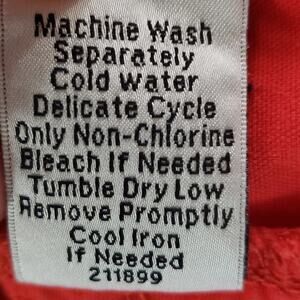 Machine Wash
Separately
Cold Water
Delicate Cycle
Only Non-Chlorine
Bleach If Needed
Tumble Dry Low
Remove Promptly
Cool Iron
If Needed
211899